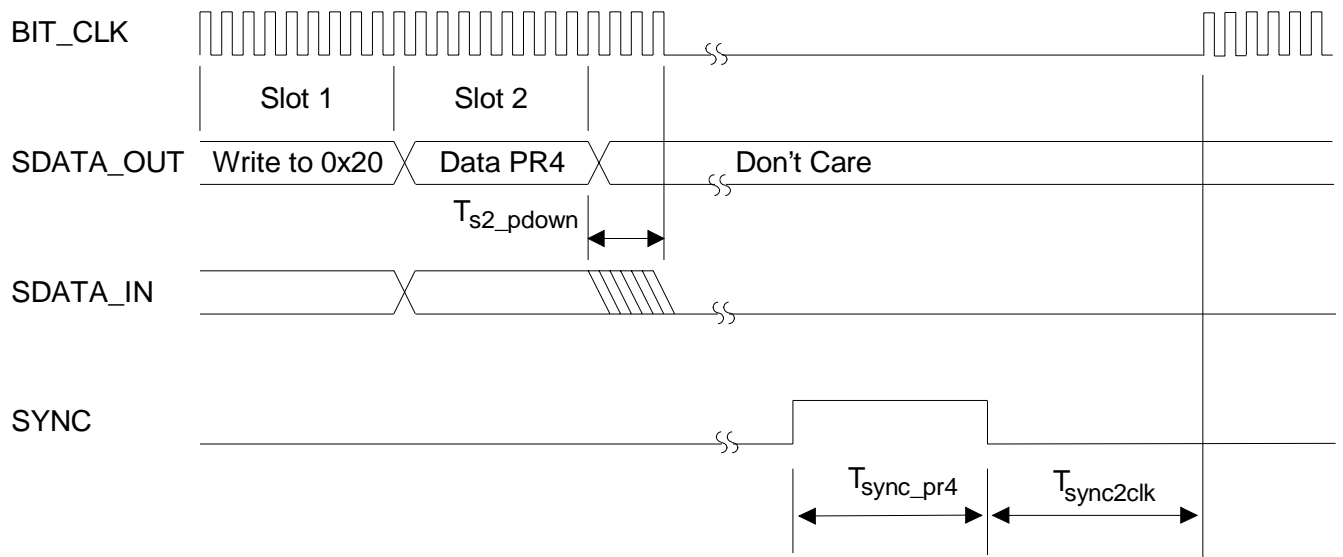 BIT_CLK
Slot 1 Slot 2
SDATA_OUT Write to 0x20 Data PR4 Don't Care
Ts2_pdown
SDATA_IN
SYNC
Tsync_pr4 Tsync2clk